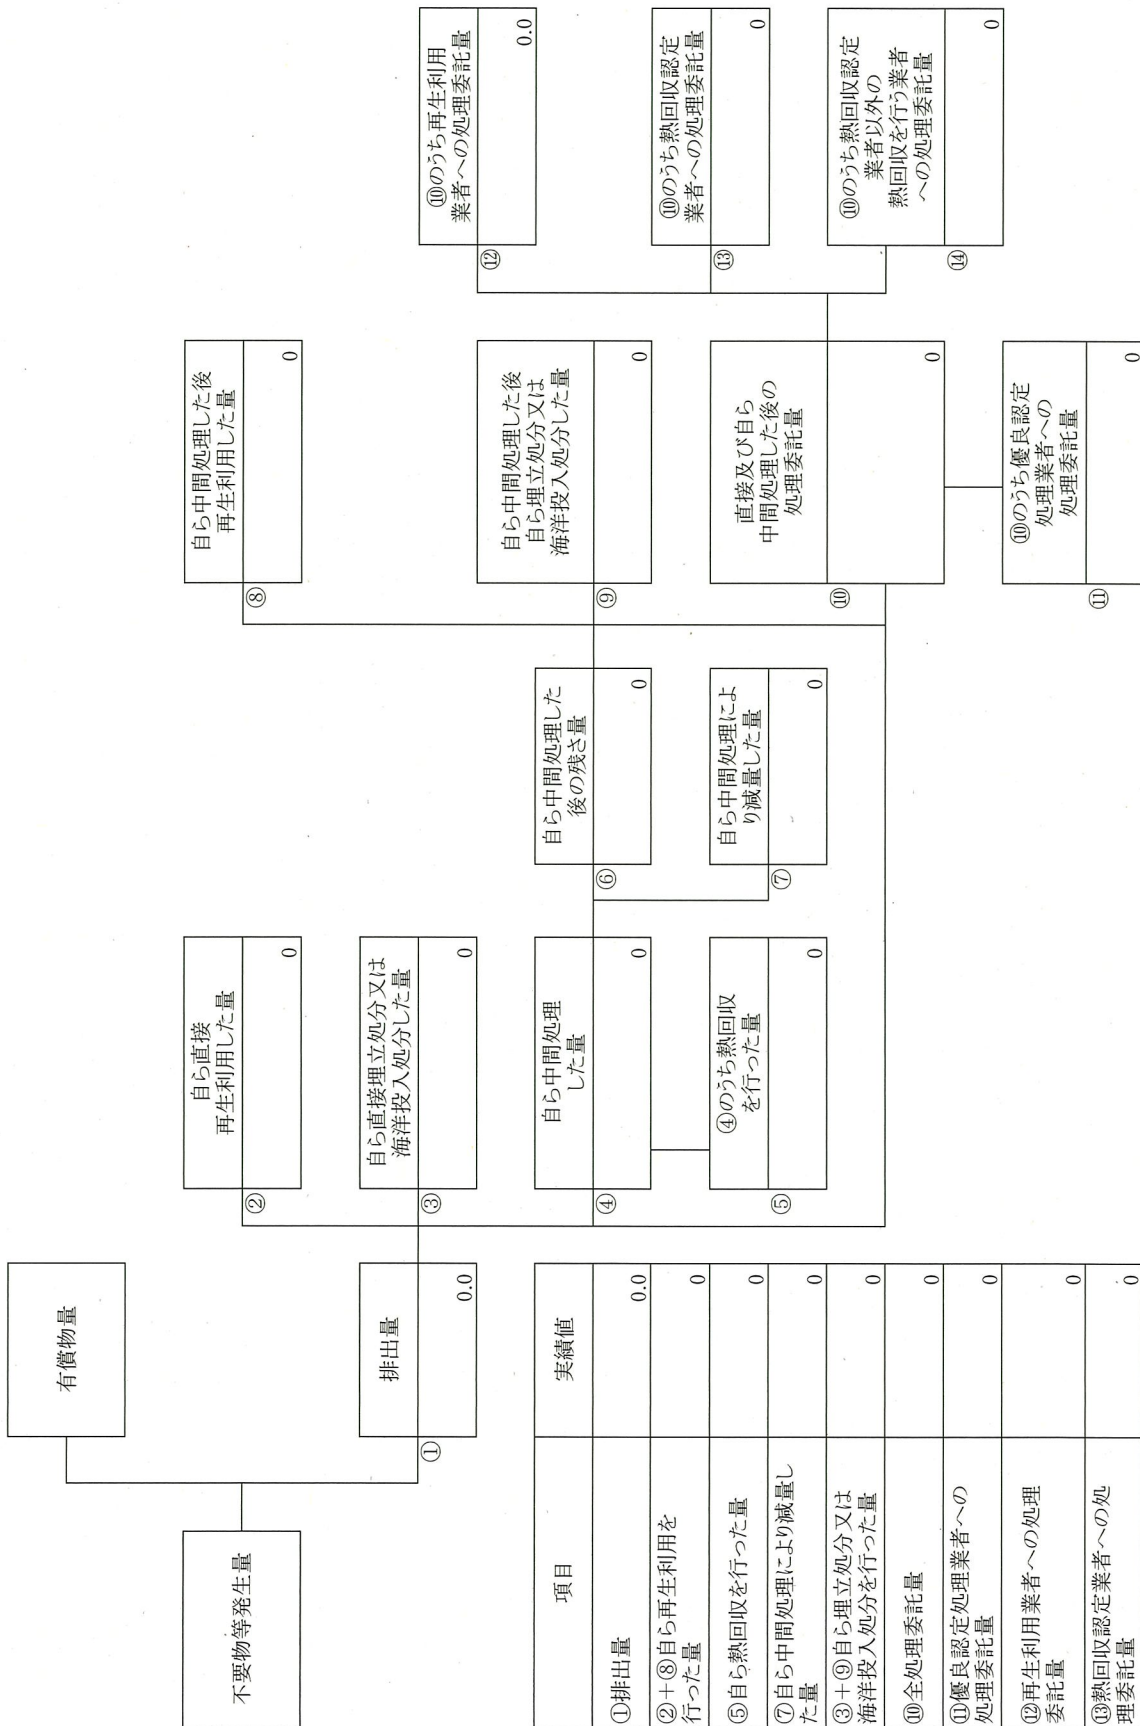 不要物等発生量
有償物量
排出量
①
0.0
自ら直接
再生利用した量
②
0
自ら直接埋立処分又は
海洋投入処分した量
③
0
自ら中間処理
した量
④
0
④のうち熱回収
を行った量
⑤
0
自ら中間処理した
後の残さ量
⑥
0
自ら中間処理によ
り減量した量
⑦
0
自ら中間処理した後
再生利用した量
⑧
0
自ら中間処理した後
自ら埋立処分又は
海洋投入処分した量
⑨
0
直接及び自ら
中間処理した後の
処理委託量
⑩
0
⑩のうち優良認定
処理業者への
処理委託量
⑪
0
⑩のうち再生利用
業者への処理委託量
⑫
0.0
⑩のうち熱回収認定
業者への処理委託量
⑬
0
⑩のうち熱回収認定
業者以外の
熱回収を行う業者
への処理委託量
⑭
0
項目
実績値
①排出量
0.0
②+⑧自ら再生利用を
行った量
0
⑤自ら熱回収を行った量
0
⑦自ら中間処理により減量し
た量
0
③+⑨自ら埋立処分又は
海洋投入処分を行った量
0
⑩全処理委託量
0
⑪優良認定処理業者への
処理委託量
0
⑫再生利用業者への処理
委託量
0
⑬熱回収認定業者への処
理委託量
0